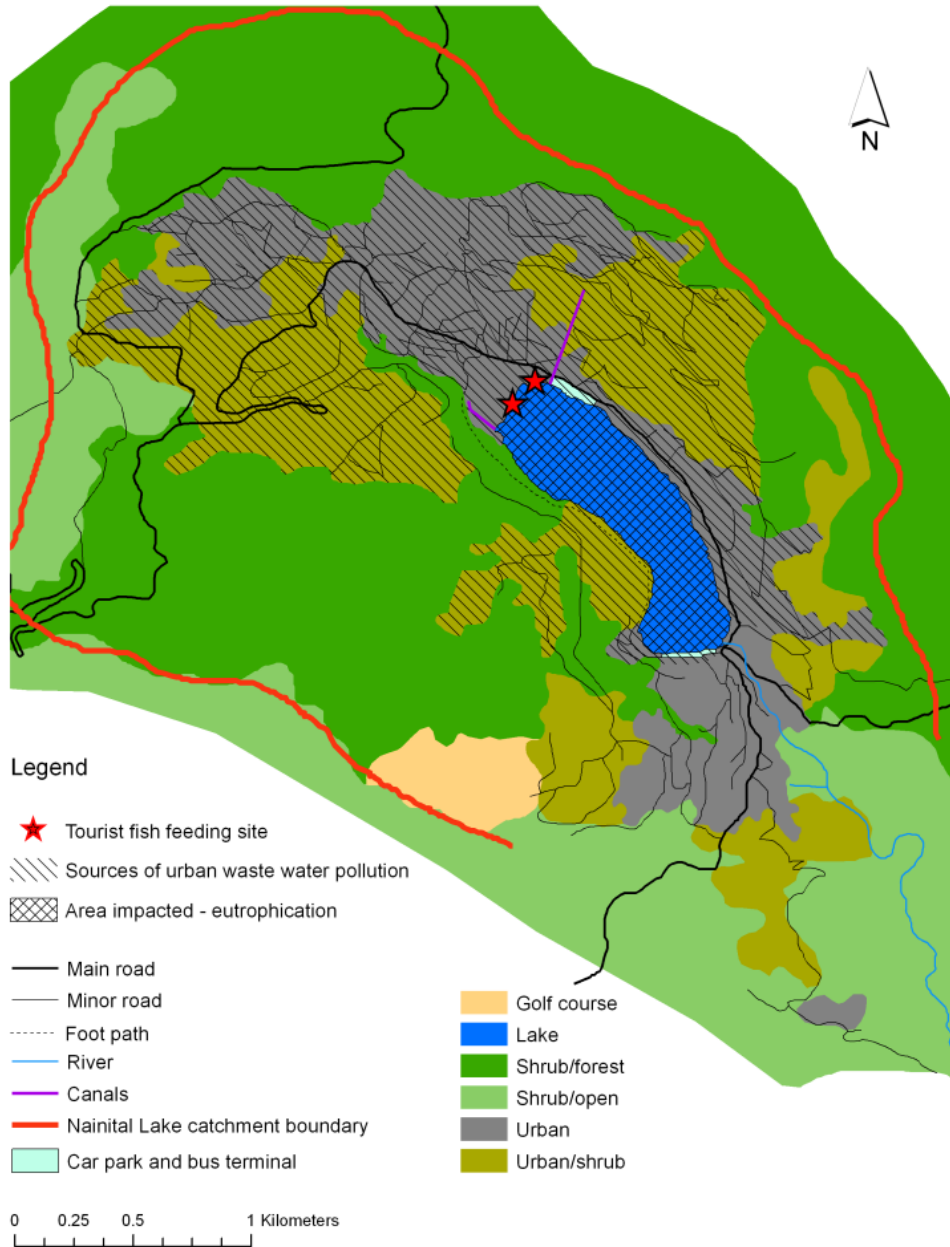 N
Legend
Tourist fish feeding site
Sources of urban waste water pollution
Area impacted - eutrophication
Main road
Minor road
Foot path
River
Canals
Nainital Lake catchment boundary
Car park and bus terminal
Golf course
Lake
Shrub/forest
Shrub/open
Urban
Urban/shrub
0 0.25 0.5 1 Kilometers